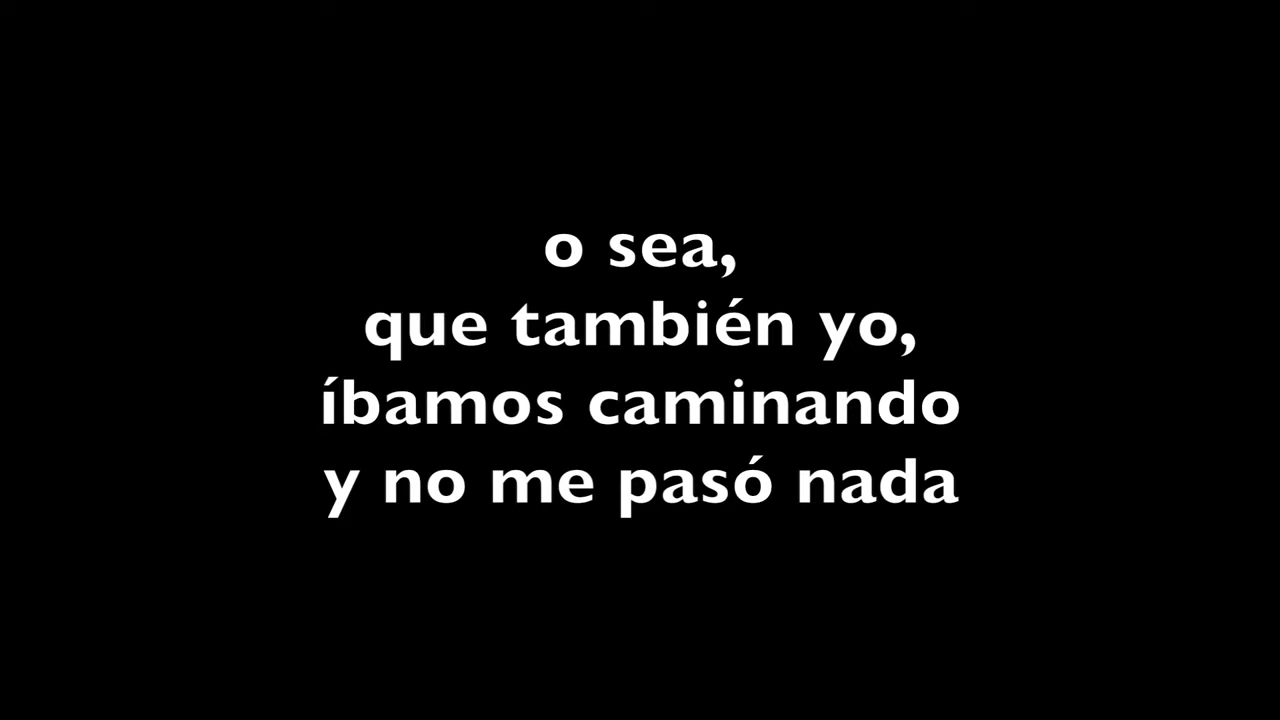 o sea,
que también yo,
íbamos caminando
y no me pasó nada